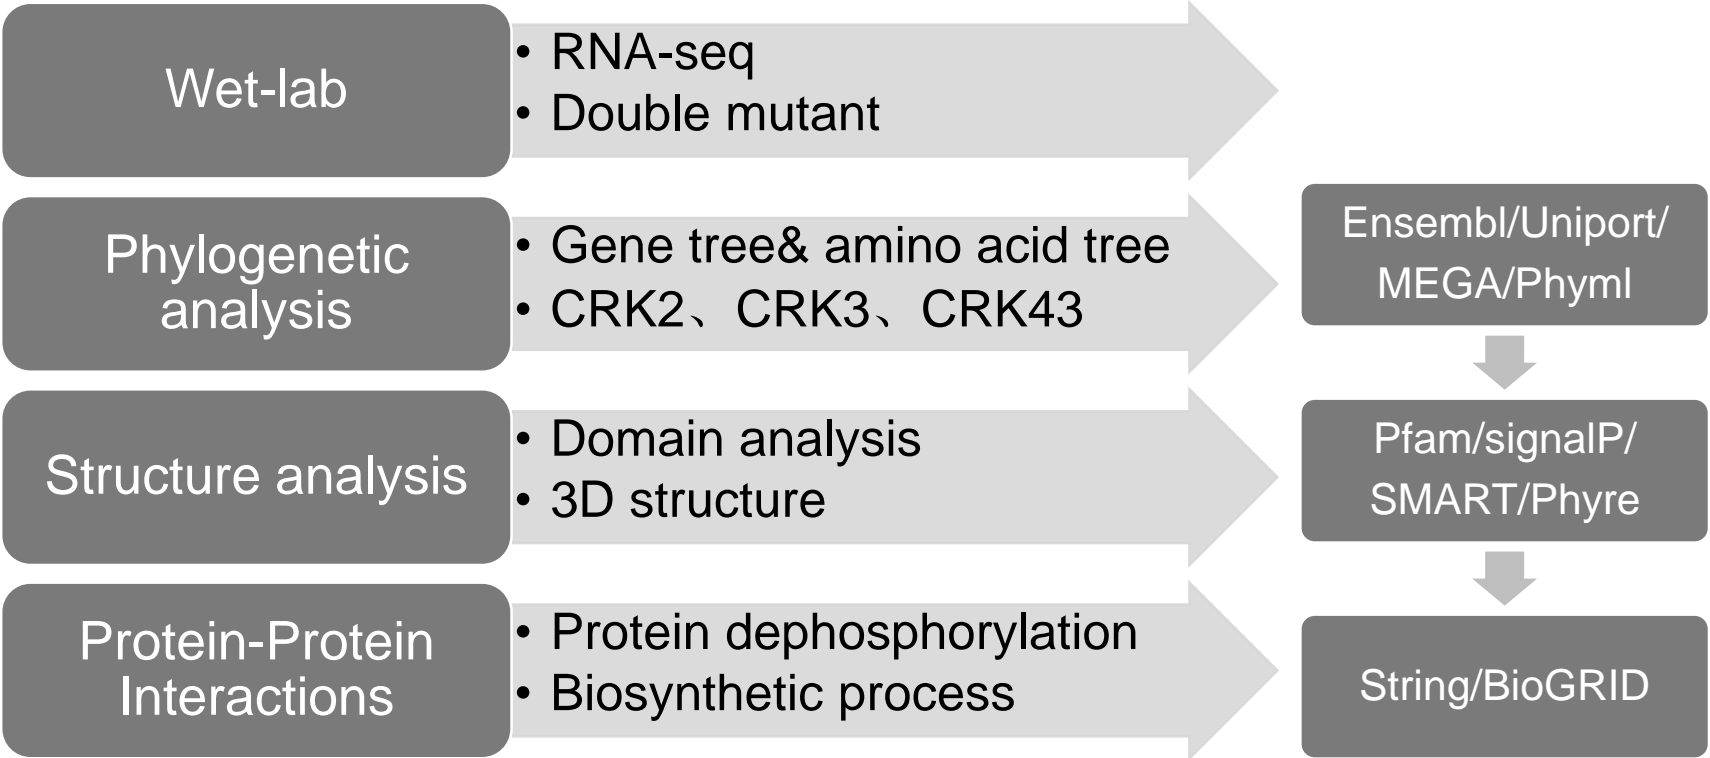 Wet-lab
• RNA-seq
• Double mutant
Phylogenetic
analysis
• Gene tree& amino acid tree
• CRK2、CRK3、CRK43
Ensembl/Uniport/
MEGA/Phyml
Structure analysis
• Domain analysis
• 3D structure
Pfam/signalP/
SMART/Phyre
Protein-Protein
Interactions
• Protein dephosphorylation
• Biosynthetic process
String/BioGRID